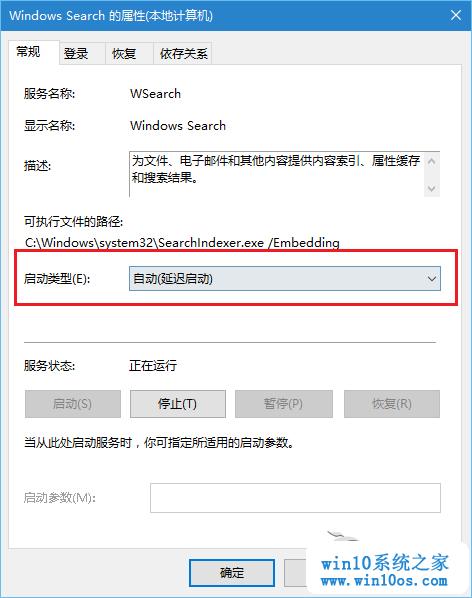 Windows Search 的属性(本地计算机)
常规 登录 恢复 依存关系
服务名称: WSearch
显示名称: Windows Search
描述: 为文件、电子邮件和其他内容提供内容索引、属性缓存
和搜索结果。
可执行文件的路径:
C:\Windows\system32\SearchIndexer.exe /Embedding
启动类型(E): 自动(延迟启动)
服务状态: 正在运行
启动(S) 停止(T) 暂停(P) 恢复(R)
当从此处启动服务时，你可指定所适用的启动参数。
启动参数(M):
确定
win10系统之家
www.win10os.com